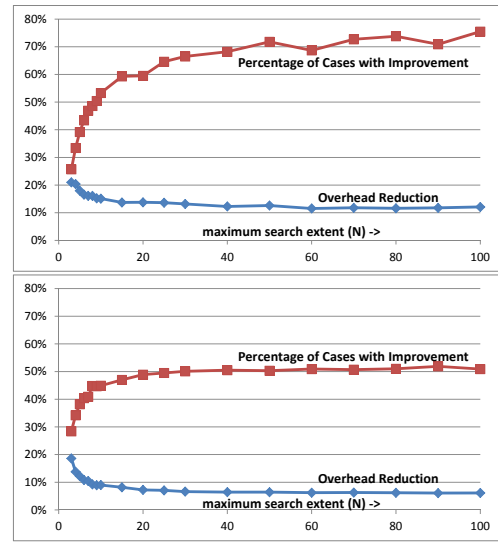 80%
70%
60%
50%
40%
30%
20%
10%
0%
Percentage of Cases with Improvement
Overhead Reduction
maximum search extent (N) ->
0 20 40 60 80 100
80%
70%
60%
50%
40%
30%
20%
10%
0%
Percentage of Cases with Improvement
Overhead Reduction
maximum search extent (N) ->
0 20 40 60 80 100